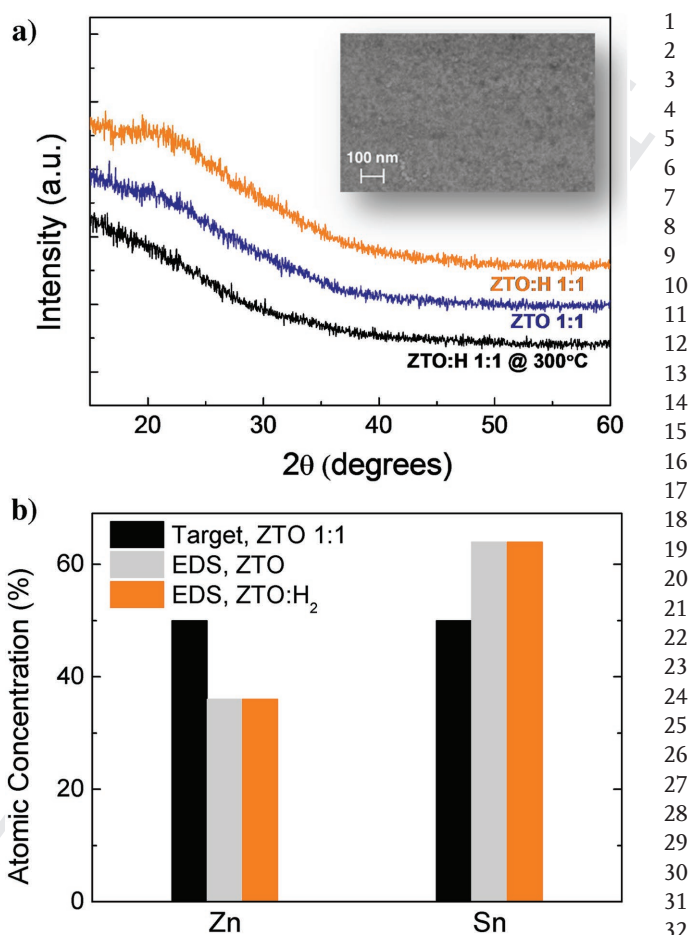 a)
Intensity (a.u.)
100 nm
ZTO:H 1:1
ZTO 1:1
ZTO:H 1:1 @ 300°C
20 30 40 50 60
2θ (degrees)
b)
Atomic Concentration (%)
60
40
20
0
Target, ZTO 1:1
EDS, ZTO
EDS, ZTO:H₂
Zn Sn
1
2
3
4
5
6
7
8
9
10
11
12
13
14
15
16
17
18
19
20
21
22
23
24
25
26
27
28
29
30
31
32